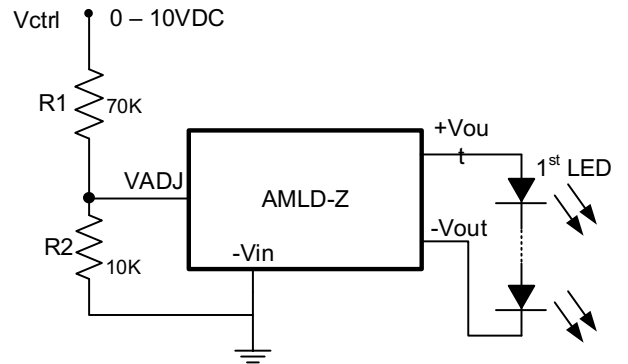 Vctrl 0 – 10VDC
R1 70K
+Vou
t
1st LED
VADJ
AMLD-Z
-Vout
R2 10K
-Vin